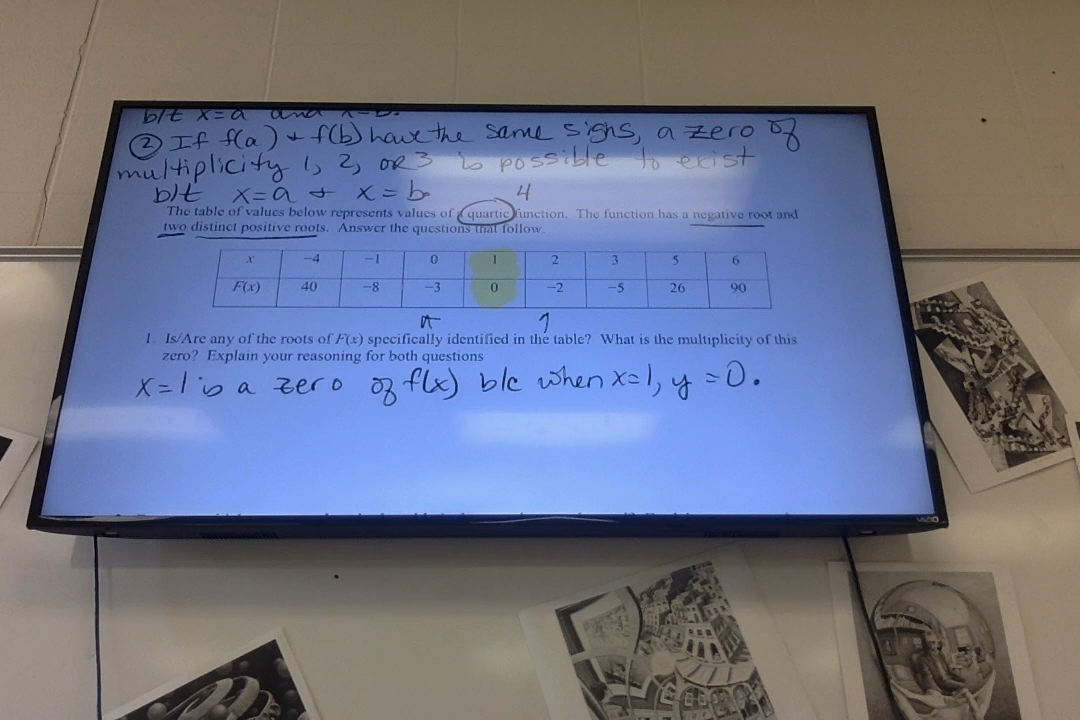 b/t x=a and x=b.
② If f(a) + f(b) have the same signs, a zero of
multiplicity 1, 2, or 3 is possible to exist
b/t x=a + x=b.
4
The table of values below represents values of a quartic function. The function has a negative root and
two distinct positive roots. Answer the questions that follow.
x -4 -1 0 1 2 3 5 6
F(x) 40 -8 -3 0 -2 -5 26 90
1. Is/Are any of the roots of F(x) specifically identified in the table? What is the multiplicity of this
zero? Explain your reasoning for both questions
x=1 is a zero of f(x) b/c when x=1, y=0.
VIZIO